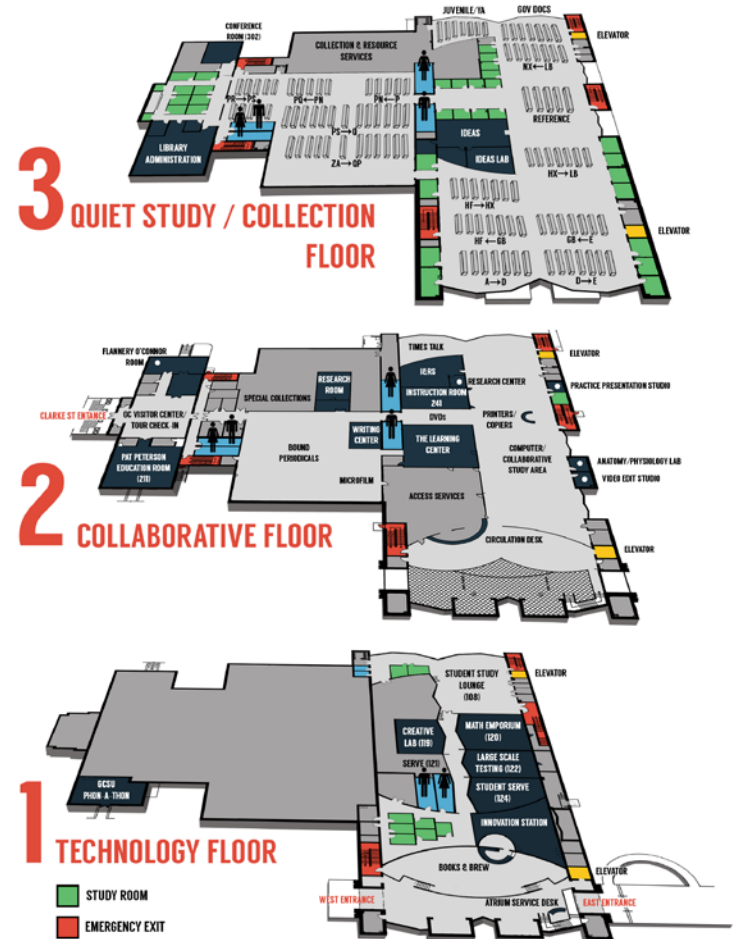 JUVENILE/YA
GOV DOCS
CONFERENCE
ROOM (302)
COLLECTION & RESOURCE
SERVICES
ELEVATOR
NX←LB
PR→PS
PQ←PN
PN←P
REFERENCE
PS→Q
IDEAS
LIBRARY
ADMINISTRATION
IDEAS LAB
ZA→QP
HX→LB
HF→HX
3 QUIET STUDY / COLLECTION
FLOOR
HF←GB
GB←E
ELEVATOR
A→D
D→E
TIMES TALK
FLANNERY O'CONNOR
ROOM
ELEVATOR
RESEARCH
ROOM
RESEARCH CENTER
PRACTICE PRESENTATION STUDIO
SPECIAL COLLECTIONS
INSTRUCTION ROOM
241
CLARKE ST ENTANCE
GC VISITOR CENTER/
TOUR CHECK-IN
DVDs
PRINTERS/
COPIERS
WRITING
CENTER
THE LEARNING
CENTER
BOUND
PERIODICALS
COMPUTER/
COLLABORATIVE
STUDY AREA
PAT PETERSON
EDUCATION ROOM
(211)
ANATOMY/PHYSIOLOGY LAB
VIDEO EDIT STUDIO
MICROFILM
ACCESS SERVICES
2 COLLABORATIVE FLOOR
CIRCULATION DESK
ELEVATOR
STUDENT STUDY
LOUNGE
(108)
ELEVATOR
CREATIVE
LAB (119)
MATH EMPORIUM
(120)
SERVE (121)
LARGE SCALE
TESTING (122)
GCSU
PHON-A-THON
STUDENT SERVE
(124)
INNOVATION STATION
1 TECHNOLOGY FLOOR
BOOKS & BREW
ELEVATOR
STUDY ROOM
WEST ENTRANCE
ATRIUM SERVICE DESK
EAST ENTRANCE
EMERGENCY EXIT